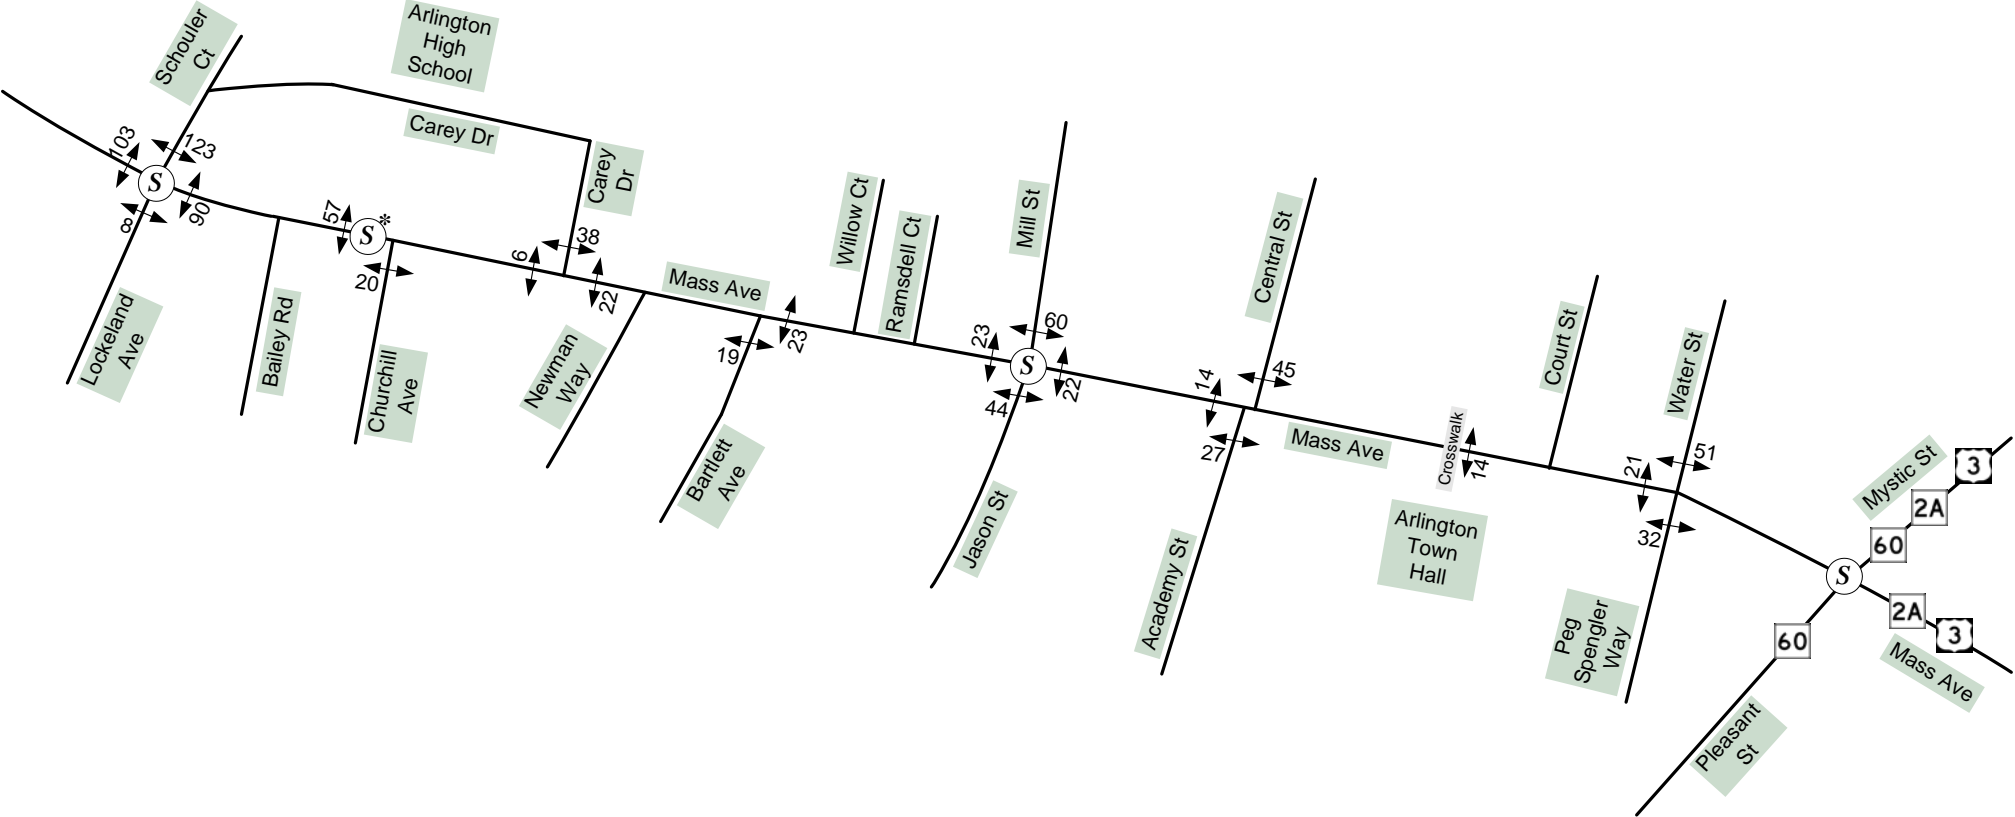 Schouler
Ct
Arlington
High
School
Carey Dr
Carey
Dr
103
123
S
90
8
57
S
*
20
6
38
22
Lockeland
Ave
Bailey Rd
Churchill
Ave
Newman
Way
Mass Ave
19
23
Bartlett
Ave
Willow Ct
Ramsdell Ct
Mill St
23
60
S
22
44
Jason St
Central St
14
45
27
Academy St
Mass Ave
Crosswalk
14
Arlington
Town
Hall
Court St
Water St
21
51
32
Peg
Spengler
Way
Mystic St
3
2A
60
S
2A
3
60
Mass Ave
Pleasant
St